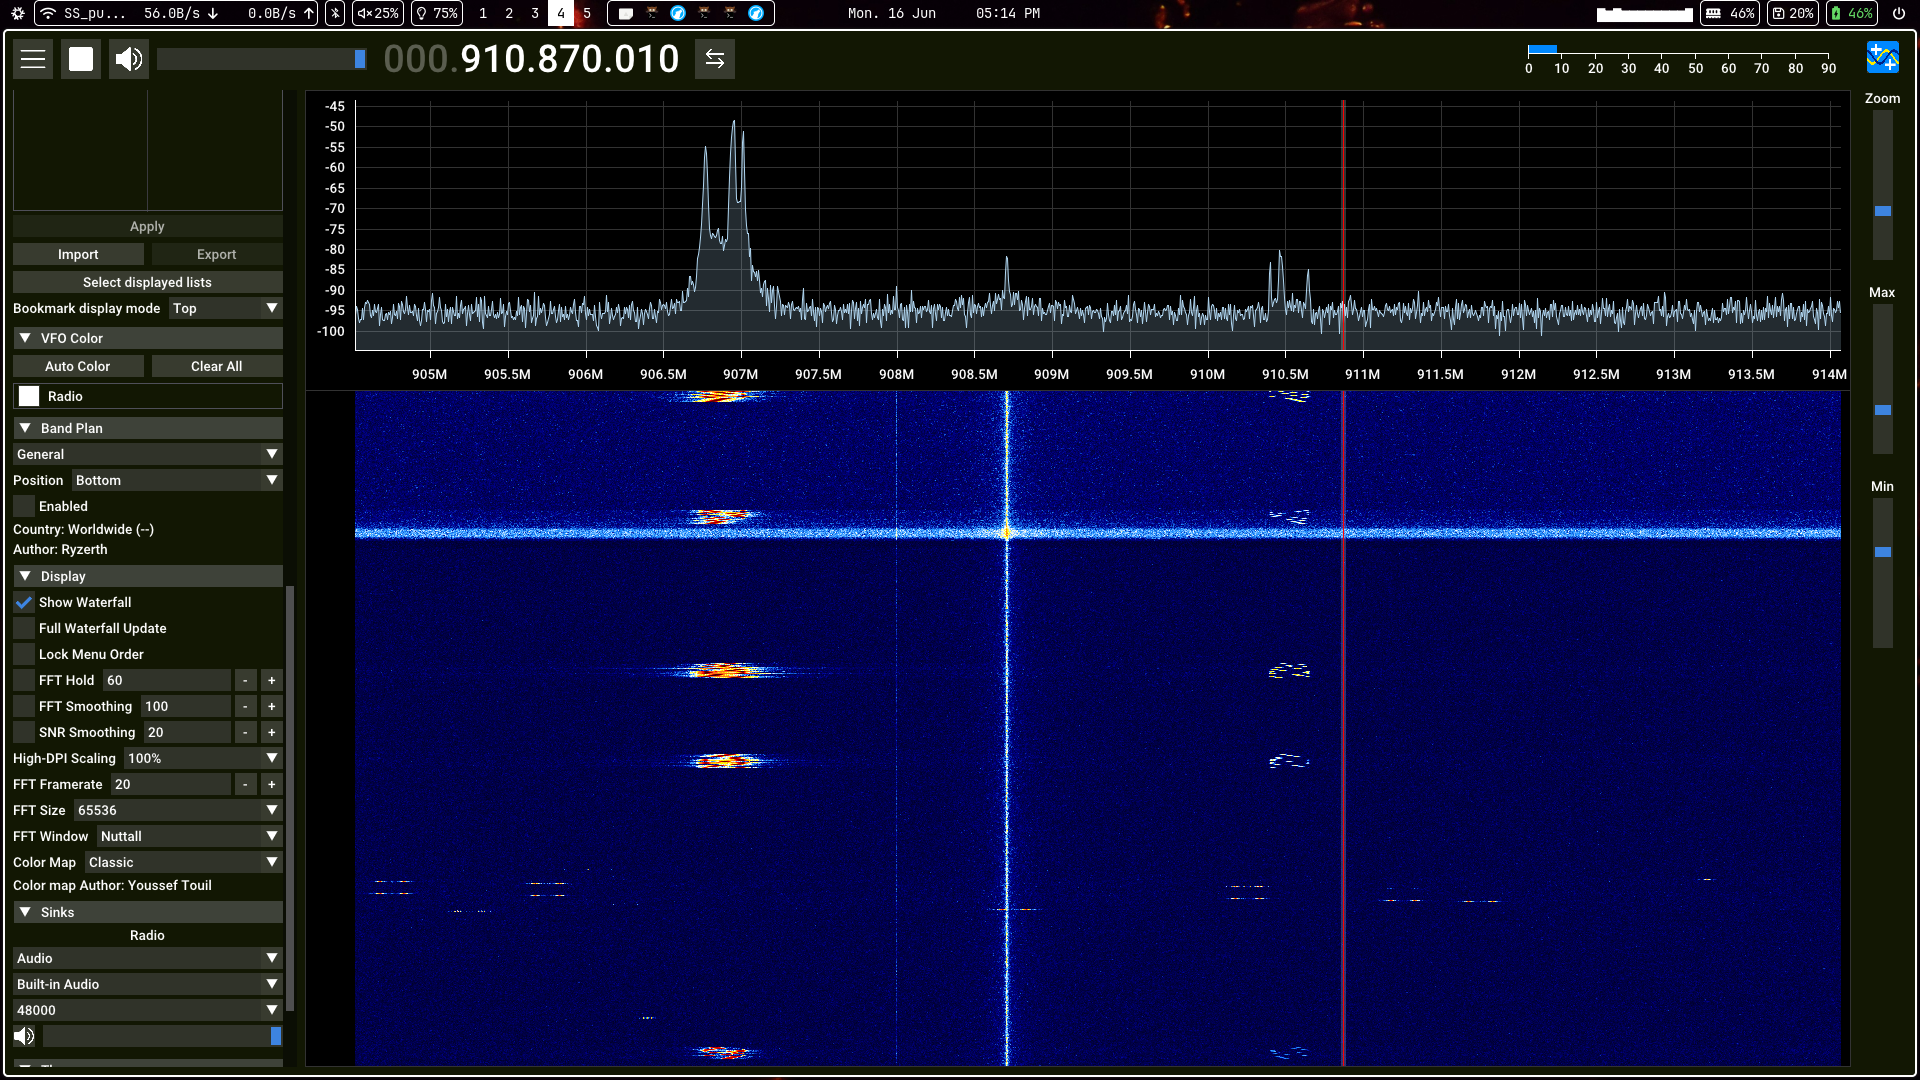 SS_pu... 56.0B/s ↓ 0.0B/s ↑ 25% 75% 1 2 3 4 5 Mon. 16 Jun 05:14 PM 46% 20% 46%
000.910.870.010
0 10 20 30 40 50 60 70 80 90
Zoom
Max
Min
Apply
Import Export
Select displayed lists
Bookmark display mode Top
VFO Color
Auto Color Clear All
Radio
Band Plan
General
Position Bottom
Enabled
Country: Worldwide (--)
Author: Ryzerth
Display
Show Waterfall
Full Waterfall Update
Lock Menu Order
FFT Hold 60 - +
FFT Smoothing 100 - +
SNR Smoothing 20 - +
High-DPI Scaling 100%
FFT Framerate 20 - +
FFT Size 65536
FFT Window Nuttall
Color Map Classic
Color map Author: Youssef Touil
Sinks
Radio
Audio
Built-in Audio
48000
-45
-50
-55
-60
-65
-70
-75
-80
-85
-90
-95
-100
905M 905.5M 906M 906.5M 907M 907.5M 908M 908.5M 909M 909.5M 910M 910.5M 911M 911.5M 912M 912.5M 913M 913.5M 914M